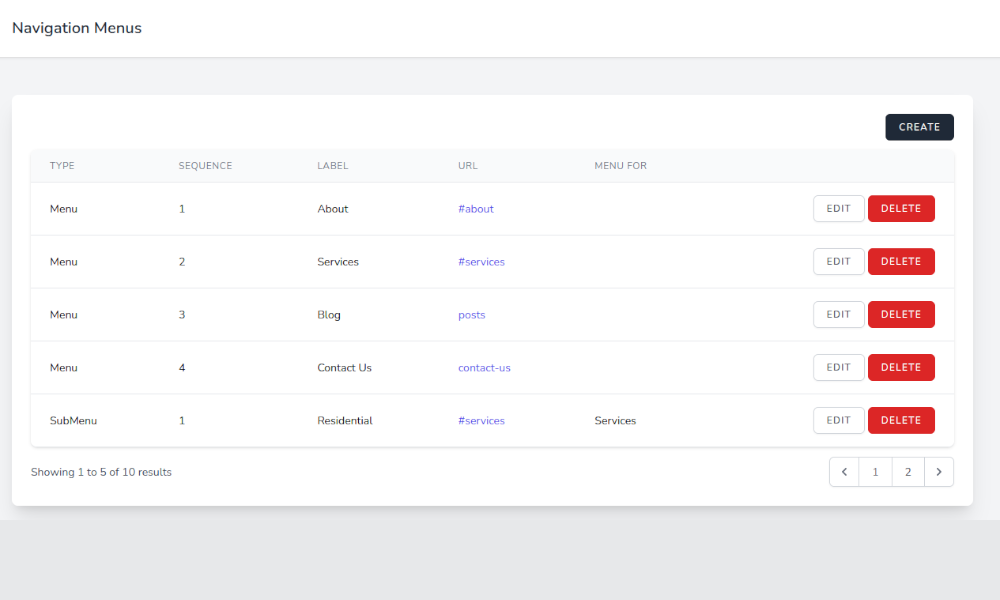 Navigation Menus
CREATE
TYPE SEQUENCE LABEL URL MENU FOR
Menu 1 About #about EDIT DELETE
Menu 2 Services #services EDIT DELETE
Menu 3 Blog posts EDIT DELETE
Menu 4 Contact Us contact-us EDIT DELETE
SubMenu 1 Residential #services Services EDIT DELETE
Showing 1 to 5 of 10 results 1 2